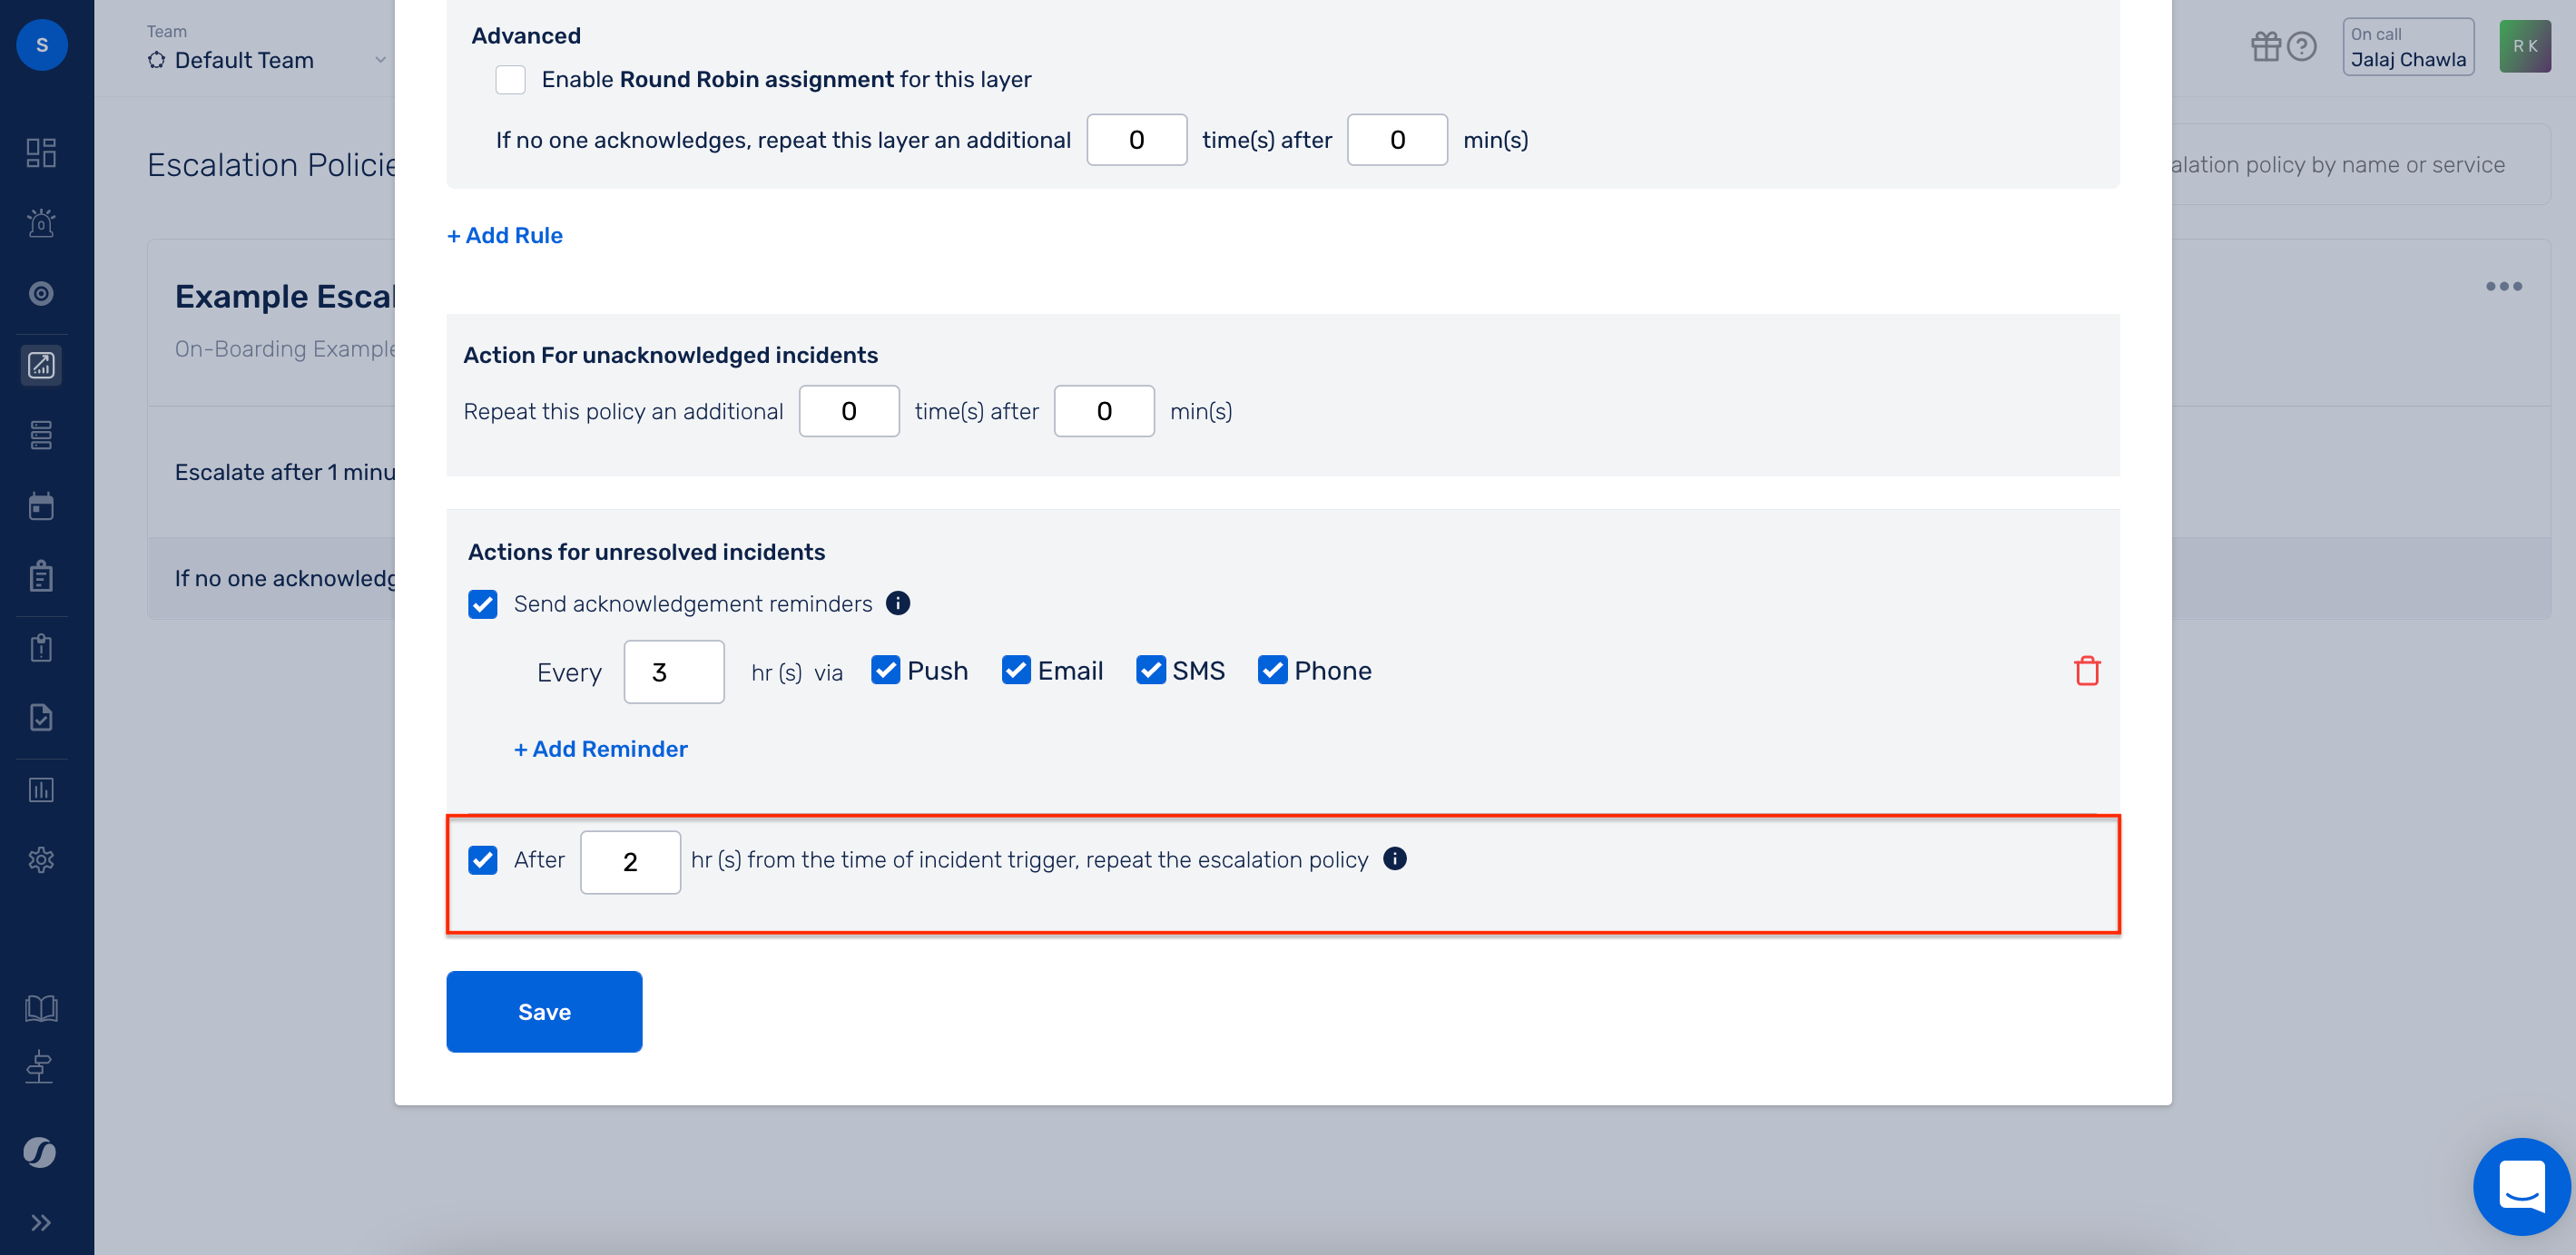 S
Team
Default Team
On call
Jalaj Chawla
R K
Advanced
Enable Round Robin assignment for this layer
If no one acknowledges, repeat this layer an additional 0 time(s) after 0 min(s)
Escalation Policie
alation policy by name or service
+ Add Rule
Example Escal
On-Boarding Example
Action For unacknowledged incidents
Repeat this policy an additional 0 time(s) after 0 min(s)
Escalate after 1 minu
Actions for unresolved incidents
If no one acknowledg
Send acknowledgement reminders
Every 3 hr (s) via Push Email SMS Phone
+ Add Reminder
After 2 hr (s) from the time of incident trigger, repeat the escalation policy
Save